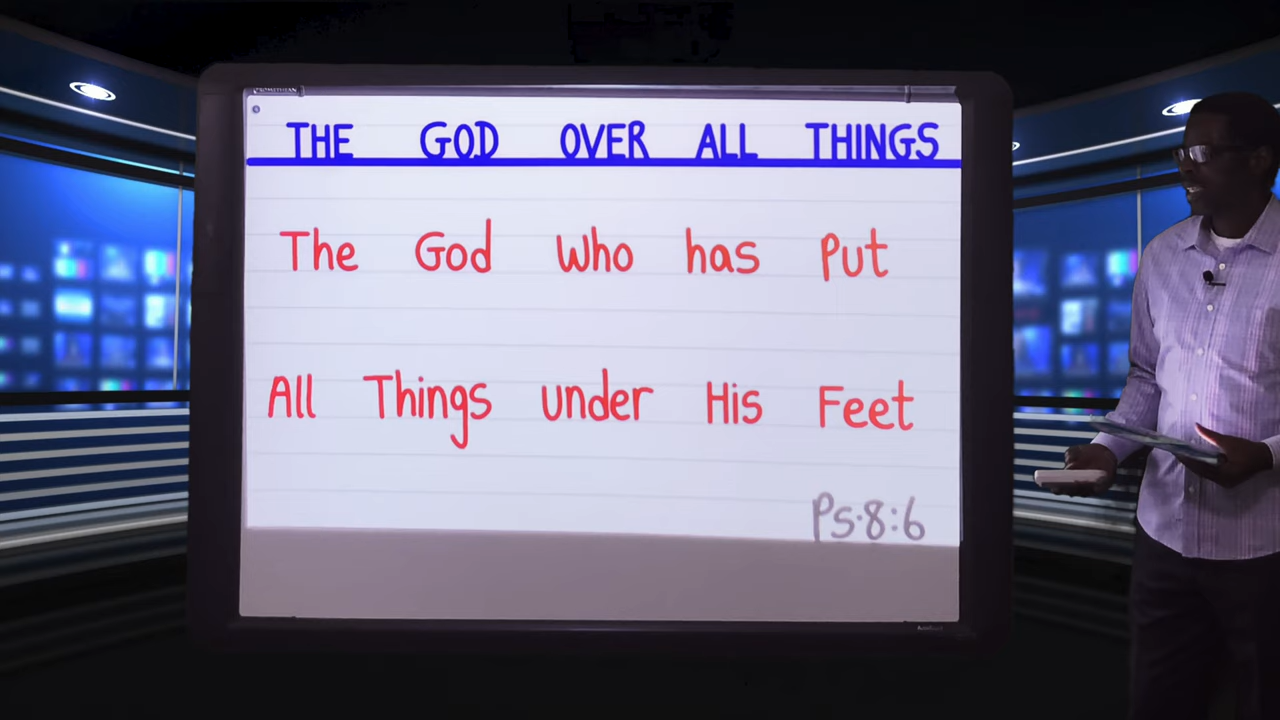 THE GOD OVER ALL THINGS
The God Who has Put
All Things under His Feet
Ps.8:6